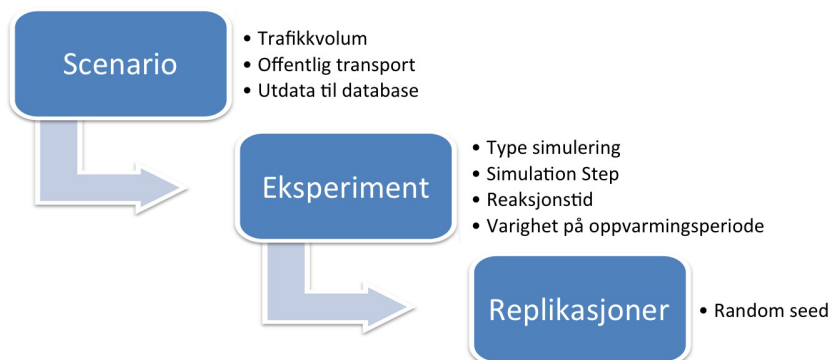 Scenario
• Trafikkvolum
• Offentlig transport
• Utdata til database
Eksperiment
• Type simulering
• Simulation Step
• Reaksjonstid
• Varighet på oppvarmingsperiode
Replikasjoner
• Random seed